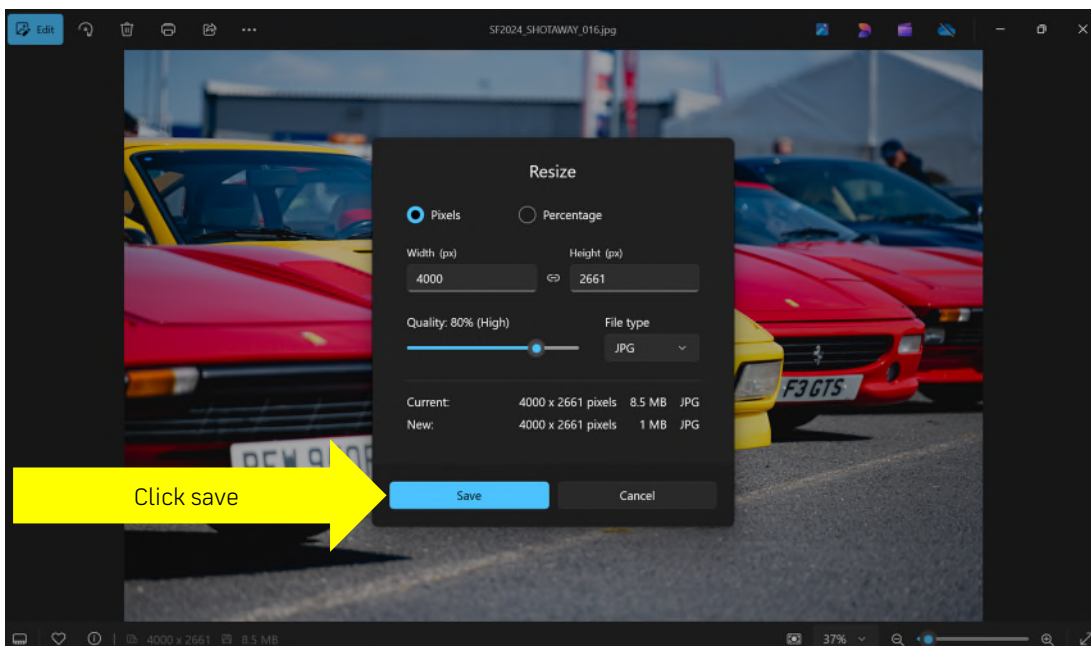 Edit
SF2024_SHOTAWAY_016.jpg
Resize
Pixels Percentage
Width (px) Height (px)
4000 2661
Quality: 80% (High) File type
JPG
Current: 4000 x 2661 pixels 8.5 MB JPG
New: 4000 x 2661 pixels 1 MB JPG
F3 GTS
Click save
Save Cancel
4000 x 2661 8.5 MB 37%